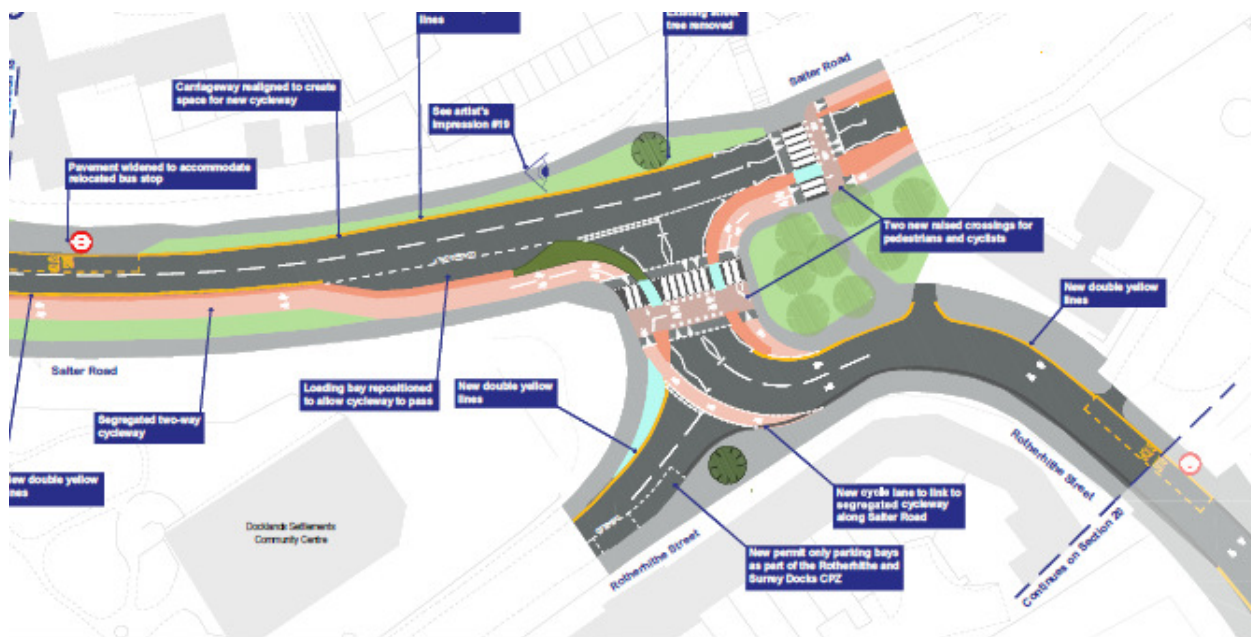 lines
Existing street
tree removed
Salter Road
Carriageway realigned to create
space for new cycleway
See artist's
impression #19
Pavement widened to accommodate
relocated bus stop
Two new raised crossings for
pedestrians and cyclists
New double yellow
lines
Salter Road
Loading bay repositioned
to allow cycleway to pass
New double yellow
lines
Segregated two-way
cycleway
New double yellow
lines
Rotherhithe Street
New cycle lane to link to
segregated cycleway
along Salter Road
Docklands Settlements
Community Centre
Rotherhithe Street
New permit only parking bays
as part of the Rotherhithe and
Surrey Docks CPZ
Continues on Section 20